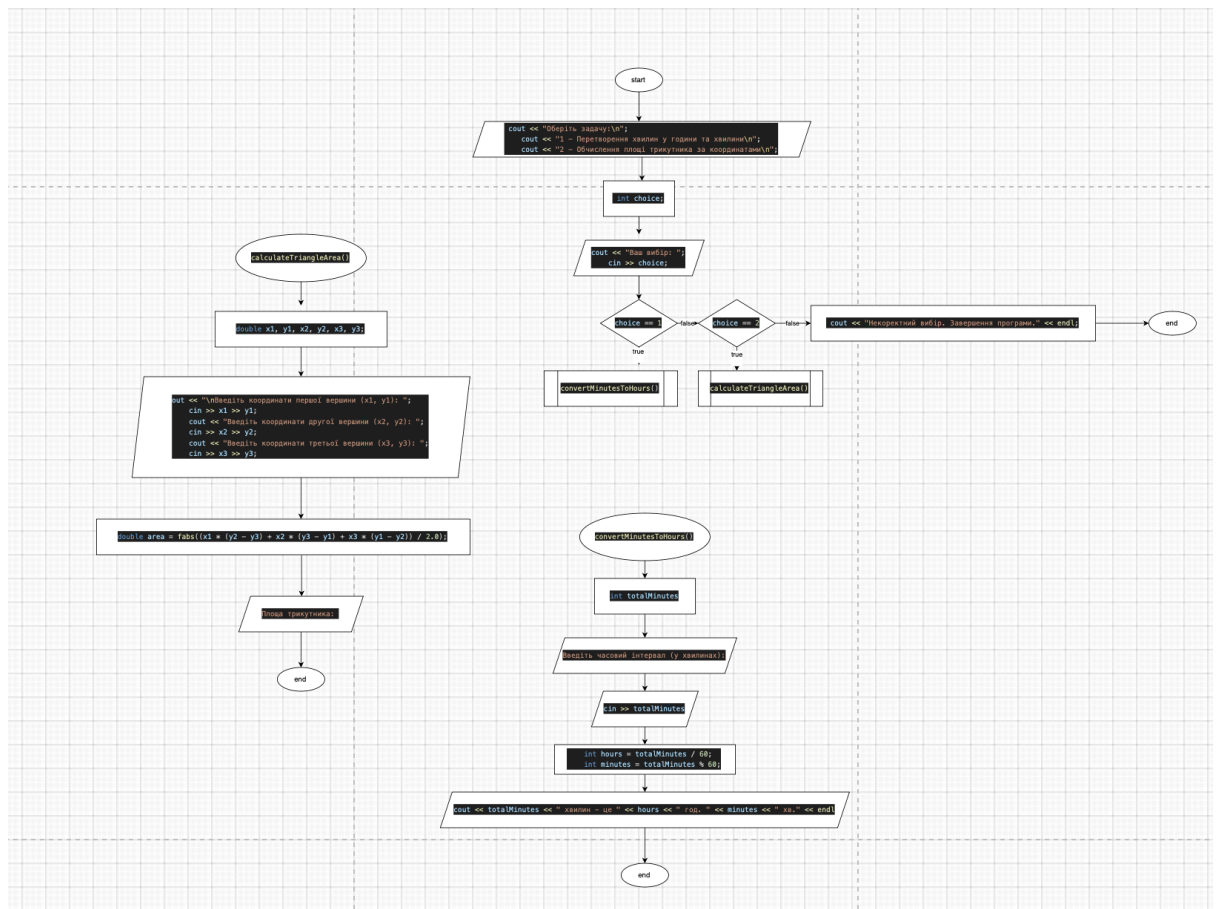 start
cout << "Оберіть задачу:\n";
cout << "1 – Перетворення хвилин у години та хвилини\n";
cout << "2 – Обчислення площі трикутника за координатами\n";
int choice;
cout << "Ваш вибір: ";
cin >> choice;
choice == 1
false
choice == 2
false
cout << "Некоректний вибір. Завершення програми." << endl;
end
true
true
convertMinutesToHours()
calculateTriangleArea()
calculateTriangleArea()
double x1, y1, x2, y2, x3, y3;
out << "\nВведіть координати першої вершини (x1, y1): ";
cin >> x1 >> y1;
cout << "Введіть координати другої вершини (x2, y2): ";
cin >> x2 >> y2;
cout << "Введіть координати третьої вершини (x3, y3): ";
cin >> x3 >> y3;
double area = fabs((x1 * (y2 – y3) + x2 * (y3 – y1) + x3 * (y1 – y2)) / 2.0);
Площа трикутника:
end
convertMinutesToHours()
int totalMinutes
Введіть часовий інтервал (у хвилинах):
cin >> totalMinutes
int hours = totalMinutes / 60;
int minutes = totalMinutes % 60;
cout << totalMinutes << " хвилин – це " << hours << " год. " << minutes << " хв." << endl
end